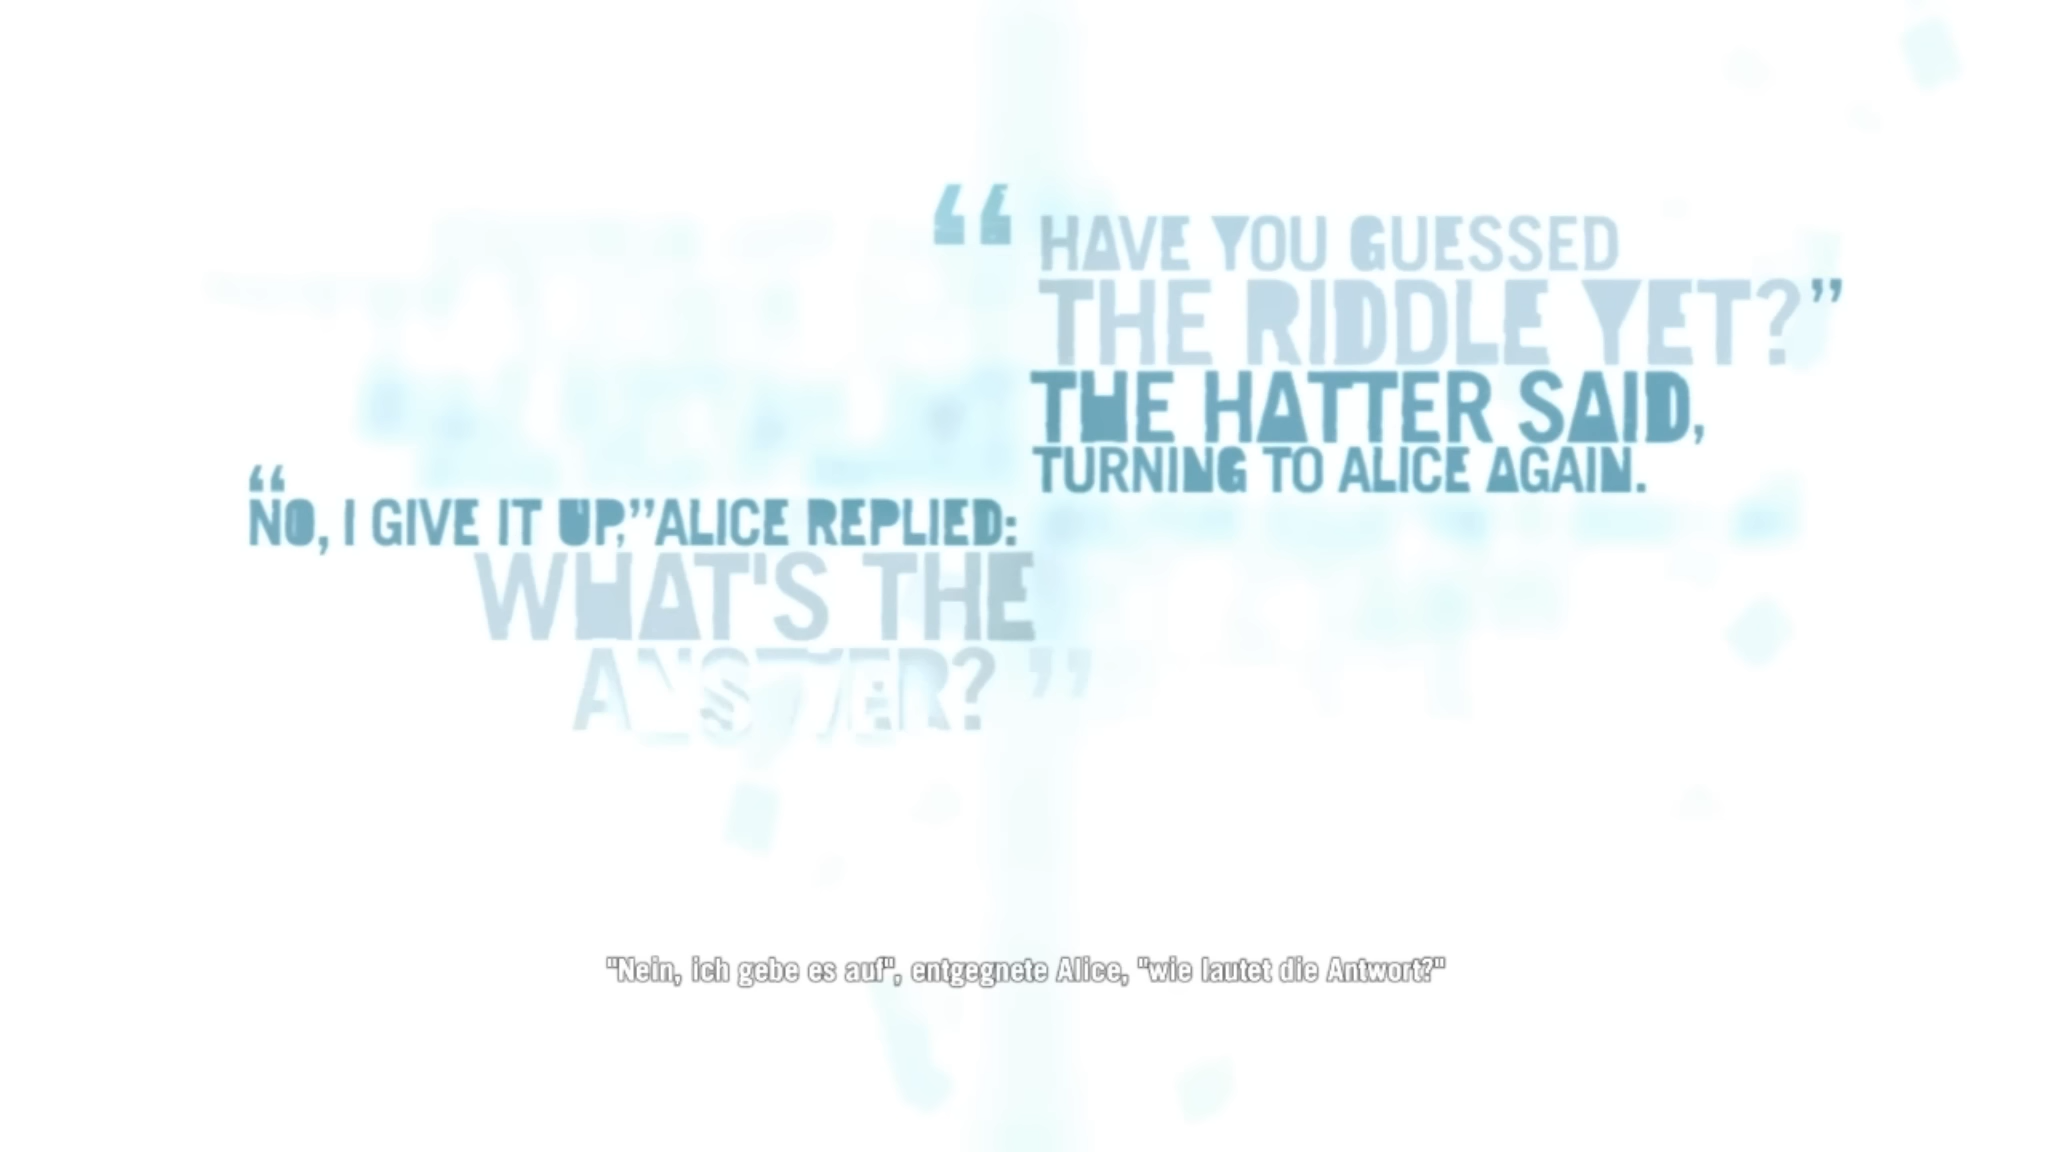 “ HAVE YOU GUESSED
THE RIDDLE YET?”
THE HATTER SAID,
TURNING TO ALICE AGAIN.
“NO, I GIVE IT UP,”ALICE REPLIED:
WHAT'S THE
ANSWER? ”
"Nein, ich gebe es auf", entgegnete Alice, "wie lautet die Antwort?"